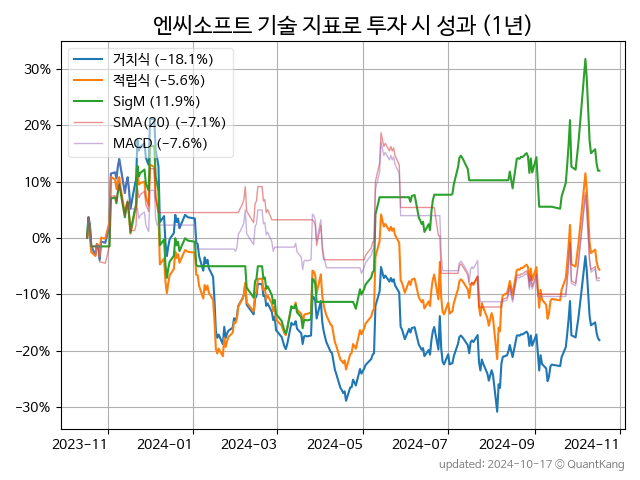 엔씨소프트 기술 지표로 투자 시 성과 (1년)
거치식 (−18.1%)
적립식 (−5.6%)
SigM (11.9%)
SMA(20) (−7.1%)
MACD (−7.6%)
30%
20%
10%
0%
−10%
−20%
−30%
2023-11 2024-01 2024-03 2024-05 2024-07 2024-09 2024-11
updated: 2024-10-17 © QuantKang